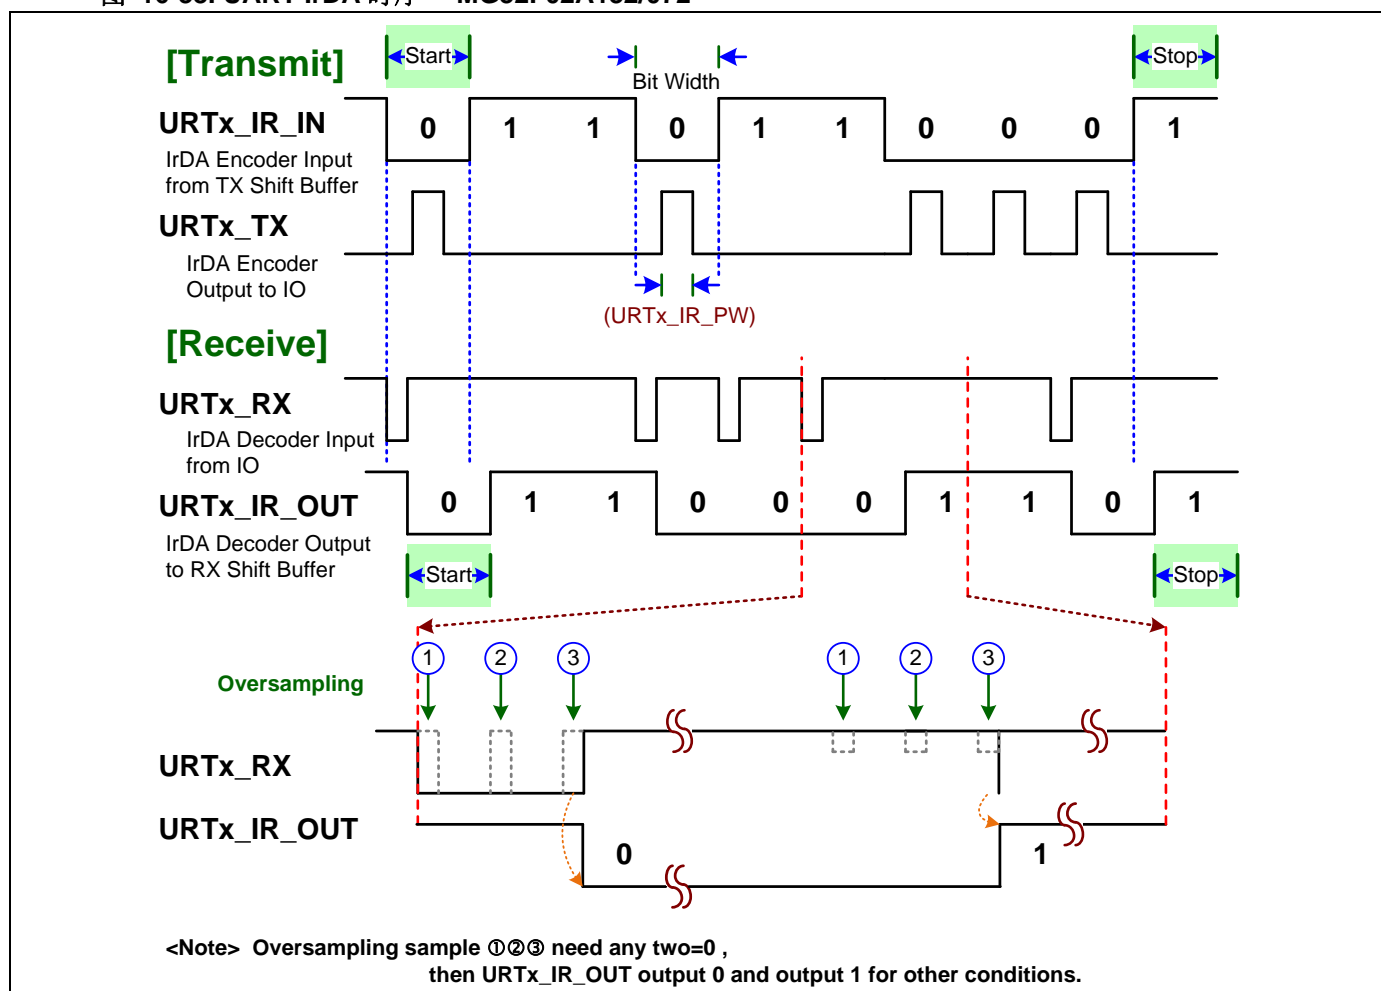 [Transmit]
Start
Bit Width
Stop
URTx_IR_IN
0 1 1 0 1 1 0 0 0 1
IrDA Encoder Input
from TX Shift Buffer
URTx_TX
IrDA Encoder
Output to IO
(URTx_IR_PW)
[Receive]
URTx_RX
IrDA Decoder Input
from IO
URTx_IR_OUT
0 1 1 0 0 0 1 1 0 1
IrDA Decoder Output
to RX Shift Buffer
Start
Stop
1 2 3 1 2 3
Oversampling
URTx_RX
URTx_IR_OUT
0 1
<Note> Oversampling sample ①②③ need any two=0 ,
then URTx_IR_OUT output 0 and output 1 for other conditions.